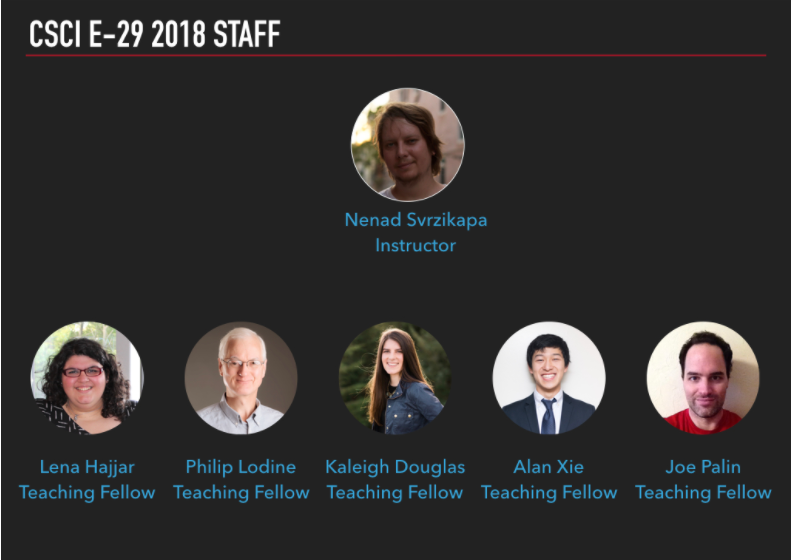 CSCI E-29 2018 STAFF
Nenad Svrzikapa
Instructor
Lena Hajjar
Teaching Fellow
Philip Lodine
Teaching Fellow
Kaleigh Douglas
Teaching Fellow
Alan Xie
Teaching Fellow
Joe Palin
Teaching Fellow